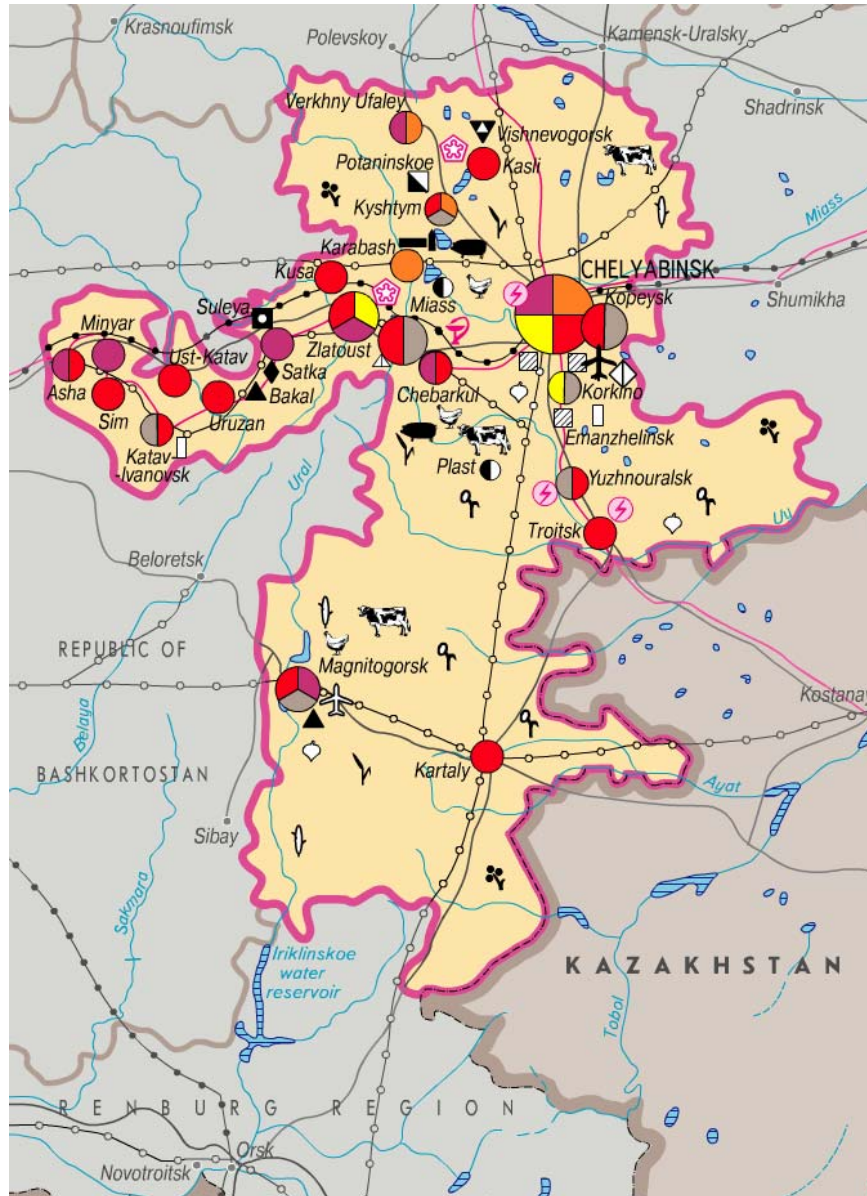 Krasnoufimsk
Polevskoy
Kamensk-Uralsky
Shadrinsk
Verkhny Ufaley
Vishnevogorsk
Potaninskoe
Kasli
Kyshtym
Miass
Karabash
Kusa
CHELYABINSK
Kopeysk
Shumikha
Suleya
Miass
Minyar
Zlatoust
Ust-Katav
Satka
Chebarkul
Korkino
Asha
Bakal
Sim
Uruzan
Emanzhelinsk
Katav-
-Ivanovsk
Ural
Plast
Yuzhnouralsk
Troitsk
Uy
Beloretsk
REPUBLIC OF
Magnitogorsk
Kostanay
Belaya
BASHKORTOSTAN
Kartaly
Ayat
Sibay
Sakmara
Iriklinskoe
water
reservoir
KAZAKHSTAN
Tobol
RENBURG REGION
Orsk
Novotroitsk